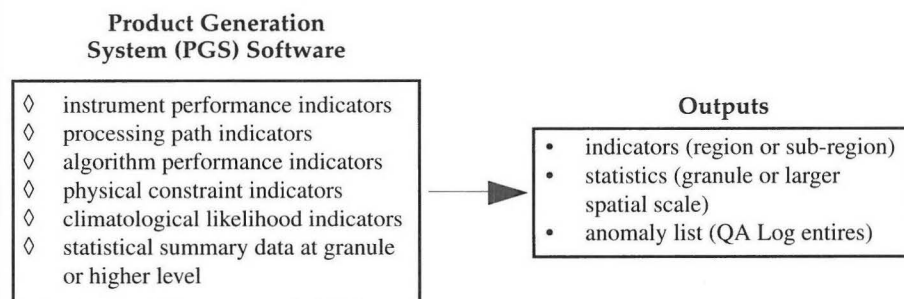 Product Generation
System (PGS) Software
◊ instrument performance indicators
◊ processing path indicators
◊ algorithm performance indicators
◊ physical constraint indicators
◊ climatological likelihood indicators
◊ statistical summary data at granule
or higher level
Outputs
• indicators (region or sub-region)
• statistics (granule or larger
spatial scale)
• anomaly list (QA Log entires)